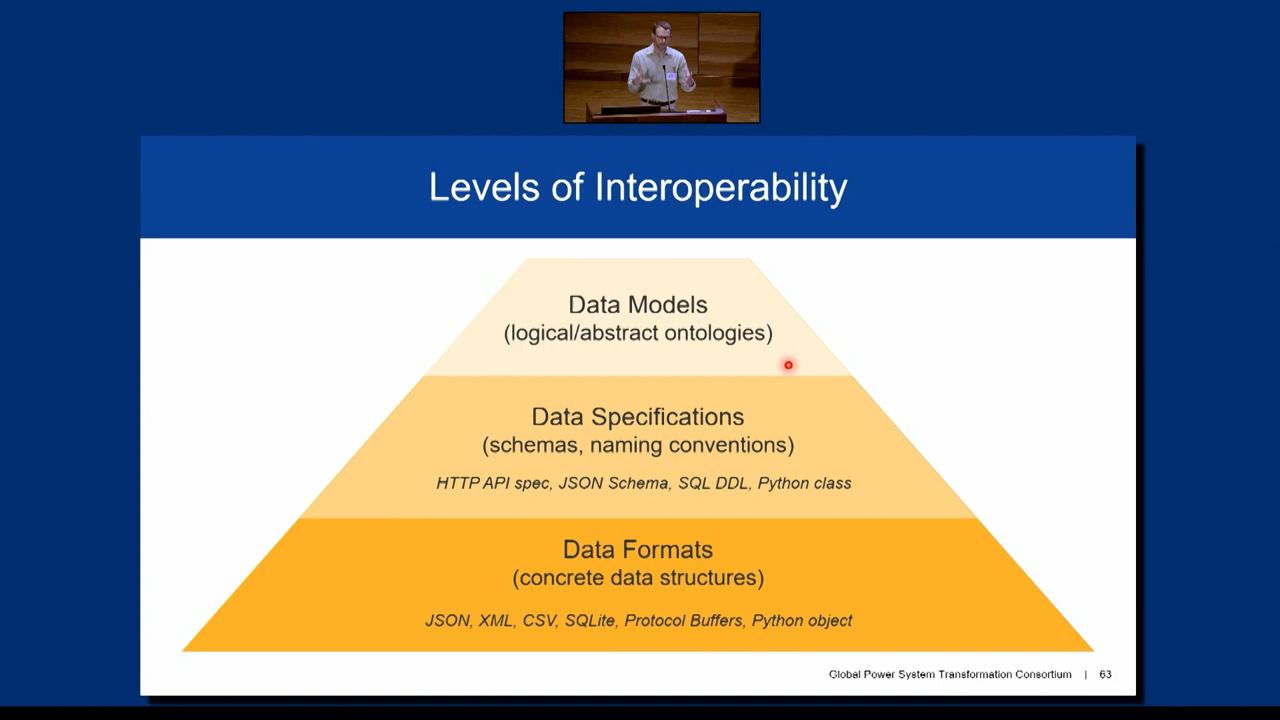 Levels of Interoperability
Data Models
(logical/abstract ontologies)
Data Specifications
(schemas, naming conventions)
HTTP API spec, JSON Schema, SQL DDL, Python class
Data Formats
(concrete data structures)
JSON, XML, CSV, SQLite, Protocol Buffers, Python object
Global Power System Transformation Consortium | 63